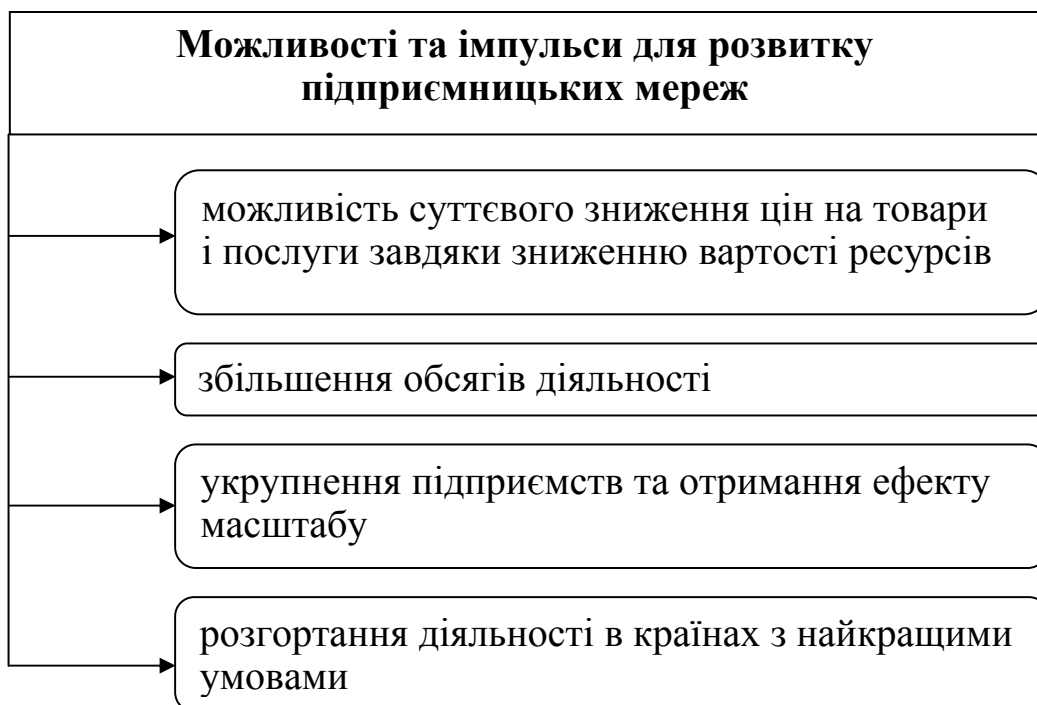 Можливості та імпульси для розвитку
підприємницьких мереж
можливість суттєвого зниження цін на товари
і послуги завдяки зниженню вартості ресурсів
збільшення обсягів діяльності
укрупнення підприємств та отримання ефекту
масштабу
розгортання діяльності в країнах з найкращими
умовами